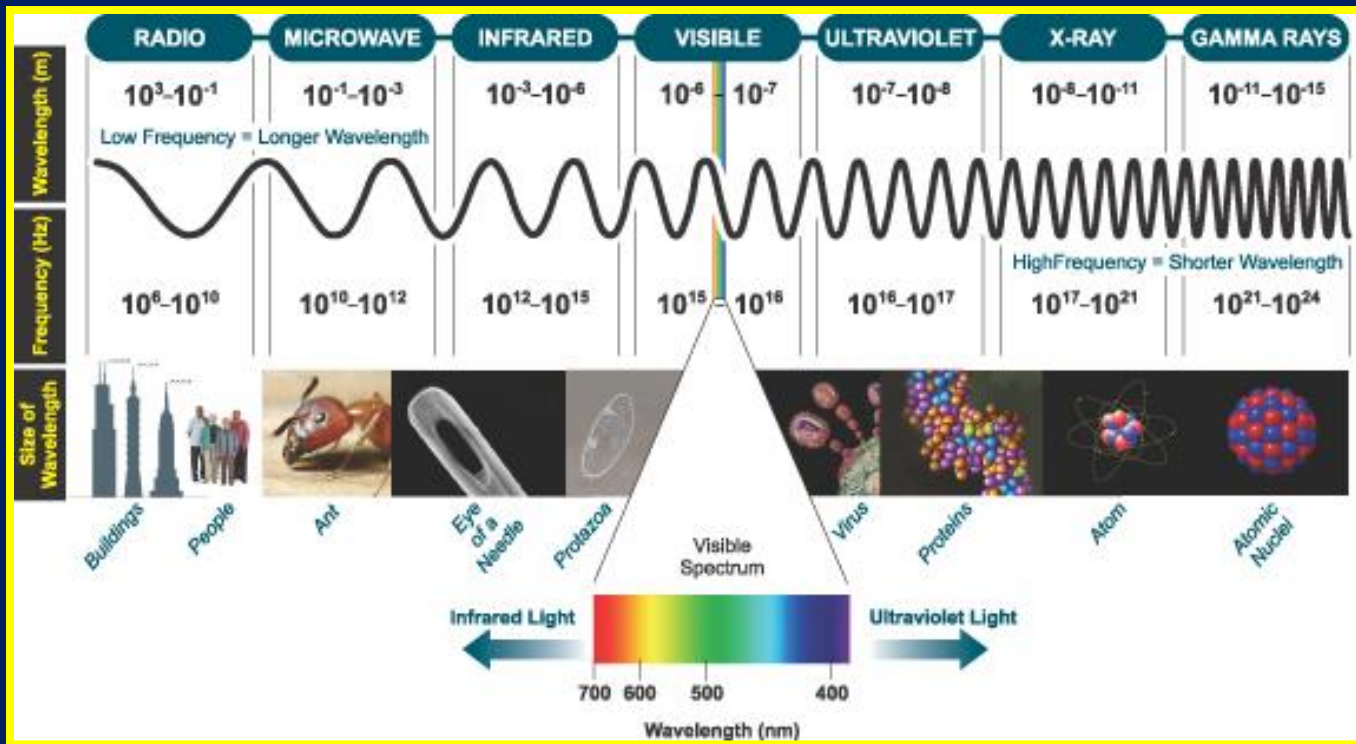 RADIO MICROWAVE INFRARED VISIBLE ULTRAVIOLET X-RAY GAMMA RAYS
Wavelength (m)
10³–10⁻¹ 10⁻¹–10⁻³ 10⁻³–10⁻⁶ 10⁻⁶ – 10⁻⁷ 10⁻⁷–10⁻⁸ 10⁻⁸–10⁻¹¹ 10⁻¹¹–10⁻¹⁵
Low Frequency = Longer Wavelength
Frequency (Hz)
HighFrequency = Shorter Wavelength
10⁶–10¹⁰ 10¹⁰–10¹² 10¹²–10¹⁵ 10¹⁵ – 10¹⁶ 10¹⁶–10¹⁷ 10¹⁷–10²¹ 10²¹–10²⁴
Size of
Wavelength
Buildings
People
Ant
Eye
of a
Needle
Protazoa
Virus
Proteins
Atom
Atomic
Nuclei
Visible
Spectrum
Infrared Light
Ultraviolet Light
700 600 500 400
Wavelength (nm)